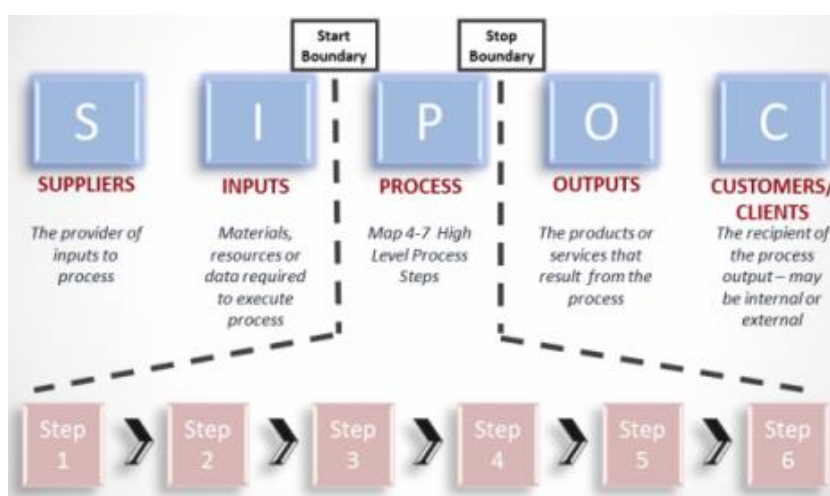 Start
Boundary
Stop
Boundary
S
I
P
O
C
SUPPLIERS
The provider of
inputs to
process
INPUTS
Materials,
resources or
data required
to execute
process
PROCESS
Map 4-7 High
Level Process
Steps
OUTPUTS
The products or
services that
result from the
process
CUSTOMERS/
CLIENTS
The recipient of
the process
output – may
be internal or
external
Step
1
Step
2
Step
3
Step
4
Step
5
Step
6